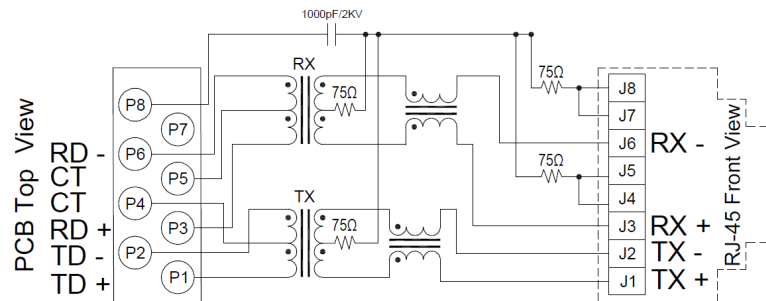 1000pF/2KV
RX
75Ω
75Ω
J8
P8
J7
P7
RD -
P6
J6
RX -
75Ω
CT
P5
J5
CT
P4
J4
TX
RD +
P3
75Ω
J3
RX +
TD -
P2
J2
TX -
TD +
P1
J1
TX +
PCB Top View
RJ-45 Front View